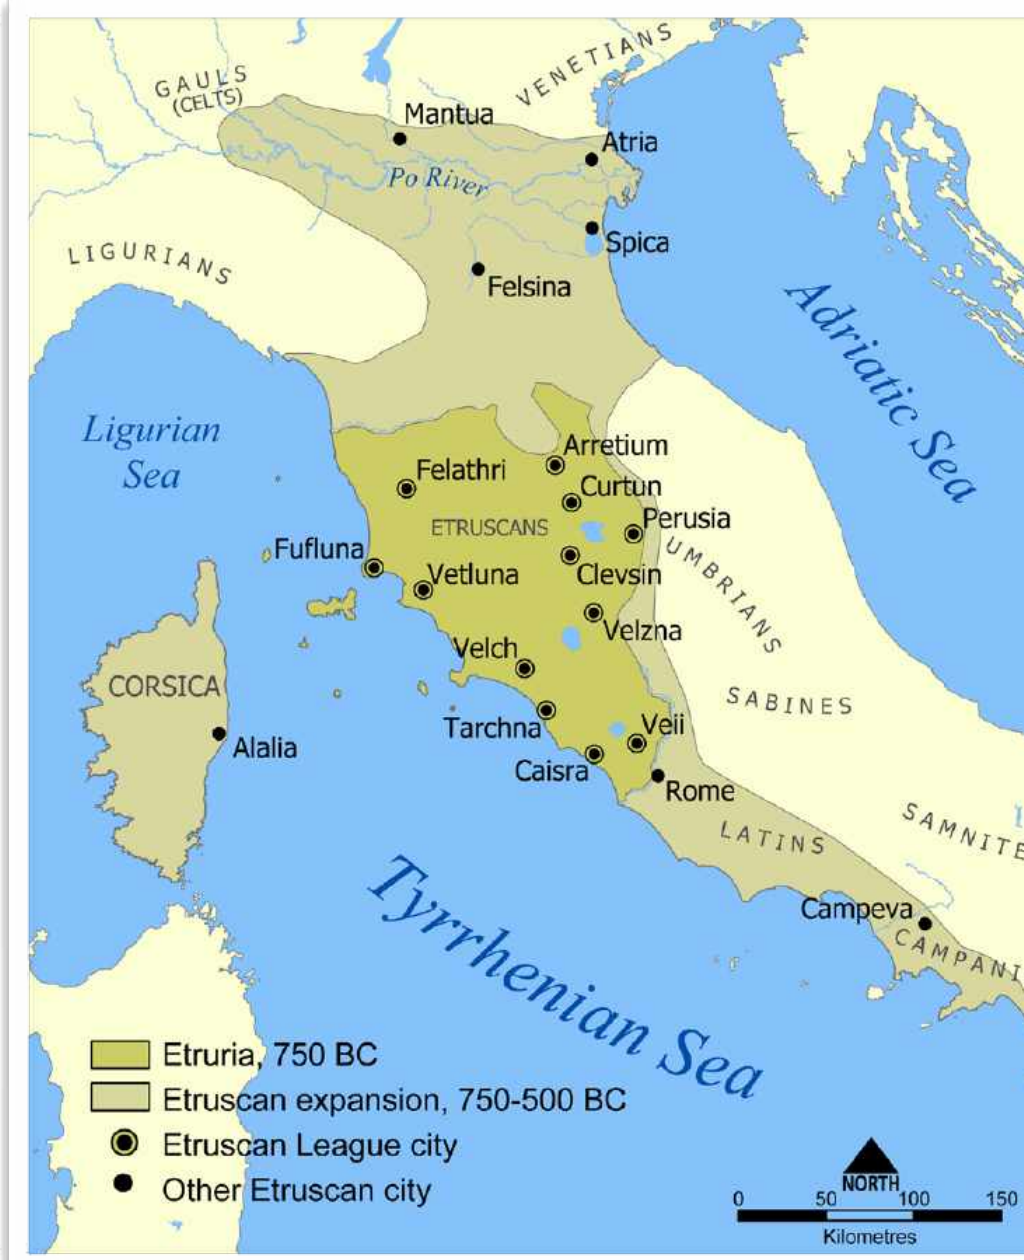 GAULS
(CELTS)
VENETIANS
Mantua
Atria
Po River
Spica
LIGURIANS
Felsina
Adriatic Sea
Ligurian
Sea
Arretium
Felathri
Curtun
ETRUSCANS
Perusia
Fufluna
Clevsin
Vetluna
UMBRIANS
Velzna
Velch
CORSICA
SABINES
Tarchna
Veii
Alalia
Caisra
Rome
LATINS
SAMNITE
Tyrrhenian Sea
Campeva
CAMPANI
Etruria, 750 BC
Etruscan expansion, 750-500 BC
Etruscan League city
Other Etruscan city
NORTH
0 50 100 150
Kilometres